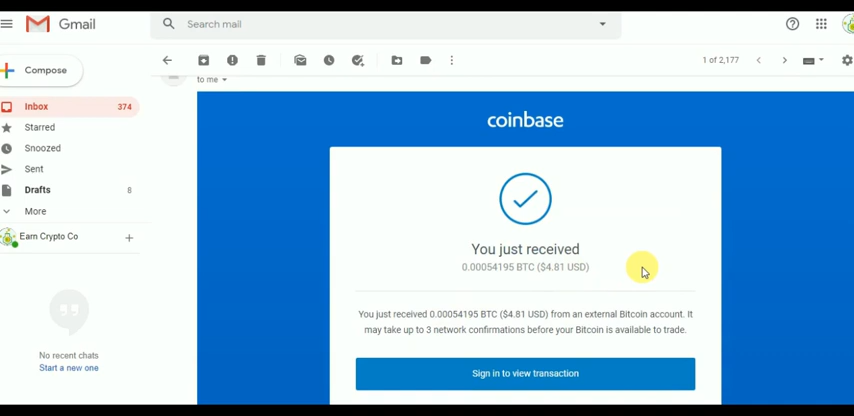 Gmail
Search mail
Compose
1 of 2,177
to me
Inbox 374
Starred
Snoozed
Sent
Drafts 8
More
Earn Crypto Co
No recent chats
Start a new one
coinbase
You just received
0.00054195 BTC ($4.81 USD)
You just received 0.00054195 BTC ($4.81 USD) from an external Bitcoin account. It
may take up to 3 network confirmations before your Bitcoin is available to trade.
Sign in to view transaction